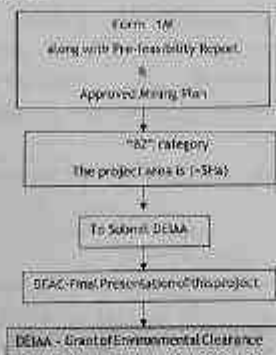 Form - 1M
along with Pre-feasibility Report
&
Approved Mining Plan
"B2" category
The project area is (<5Ha)
To Submit DEIAA
DEAC-Final Presentation of this project
DEIAA - Grant of Environmental Clearance